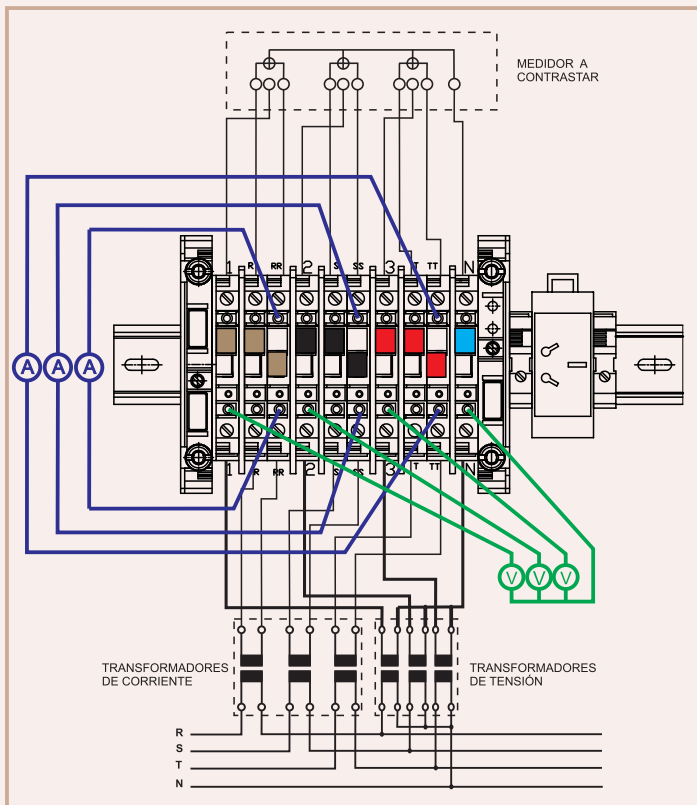 MEDIDOR A
CONTRASTAR
1 R RR 2 S SS 3 T TT N
A A A
1 R RR 2 S SS 3 T TT N
V V V
TRANSFORMADORES
DE CORRIENTE
TRANSFORMADORES
DE TENSIÓN
R
S
T
N